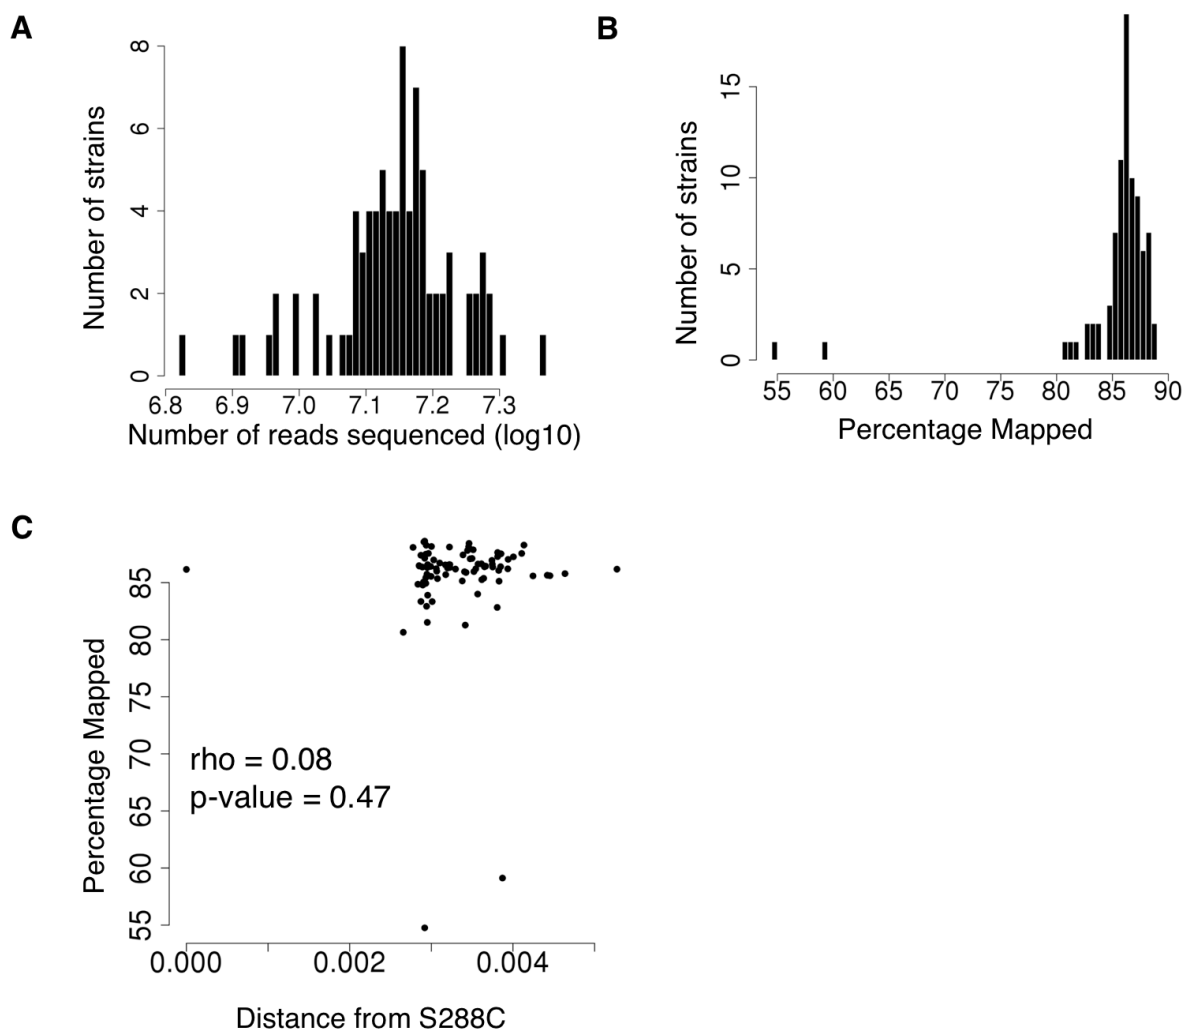 A
8
6
4
2
0
Number of strains
6.8 6.9 7.0 7.1 7.2 7.3
Number of reads sequenced (log10)
B
15
10
5
0
Number of strains
55 60 65 70 75 80 85 90
Percentage Mapped
C
85
80
75
70
65
60
55
Percentage Mapped
rho = 0.08
p-value = 0.47
0.000 0.002 0.004
Distance from S288C